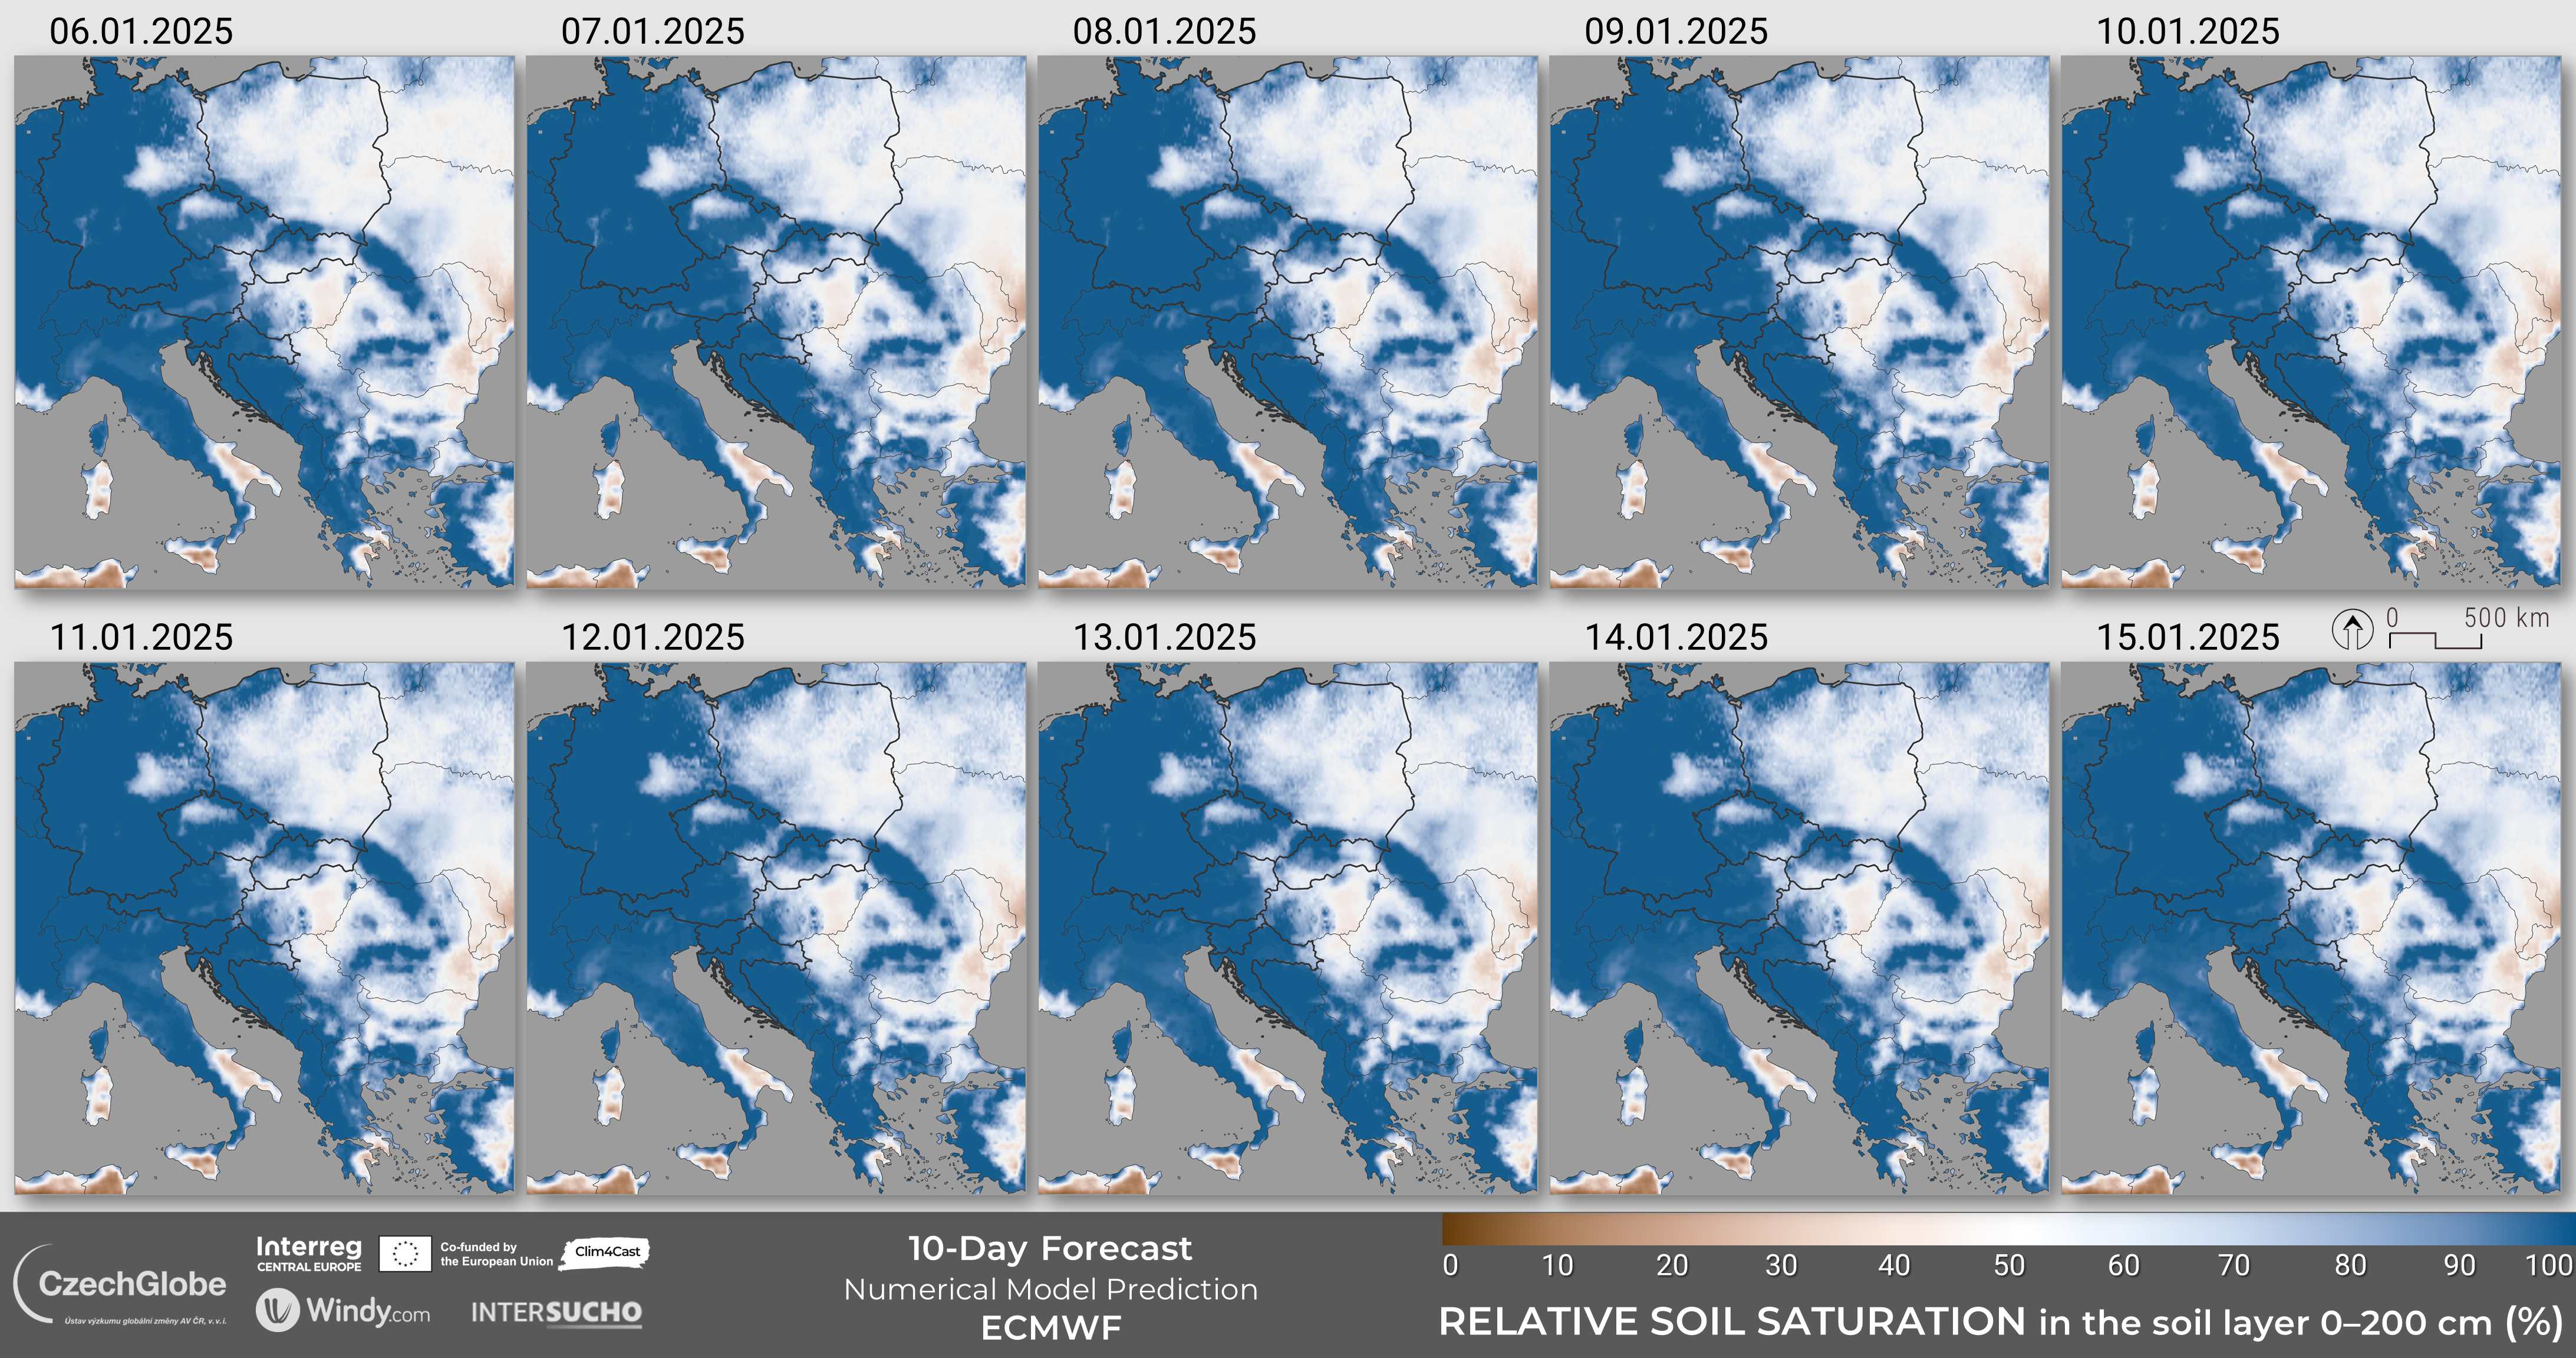 06.01.2025
07.01.2025
08.01.2025
09.01.2025
10.01.2025
11.01.2025
12.01.2025
13.01.2025
14.01.2025
15.01.2025
0 500 km
CzechGlobe
Ústav výzkumu globální změny AV ČR, v. v. i.
Interreg
CENTRAL EUROPE
Co-funded by
the European Union
Clim4Cast
Windy.com
INTERSUCHO
10-Day Forecast
Numerical Model Prediction
ECMWF
0 10 20 30 40 50 60 70 80 90 100
RELATIVE SOIL SATURATION in the soil layer 0–200 cm (%)